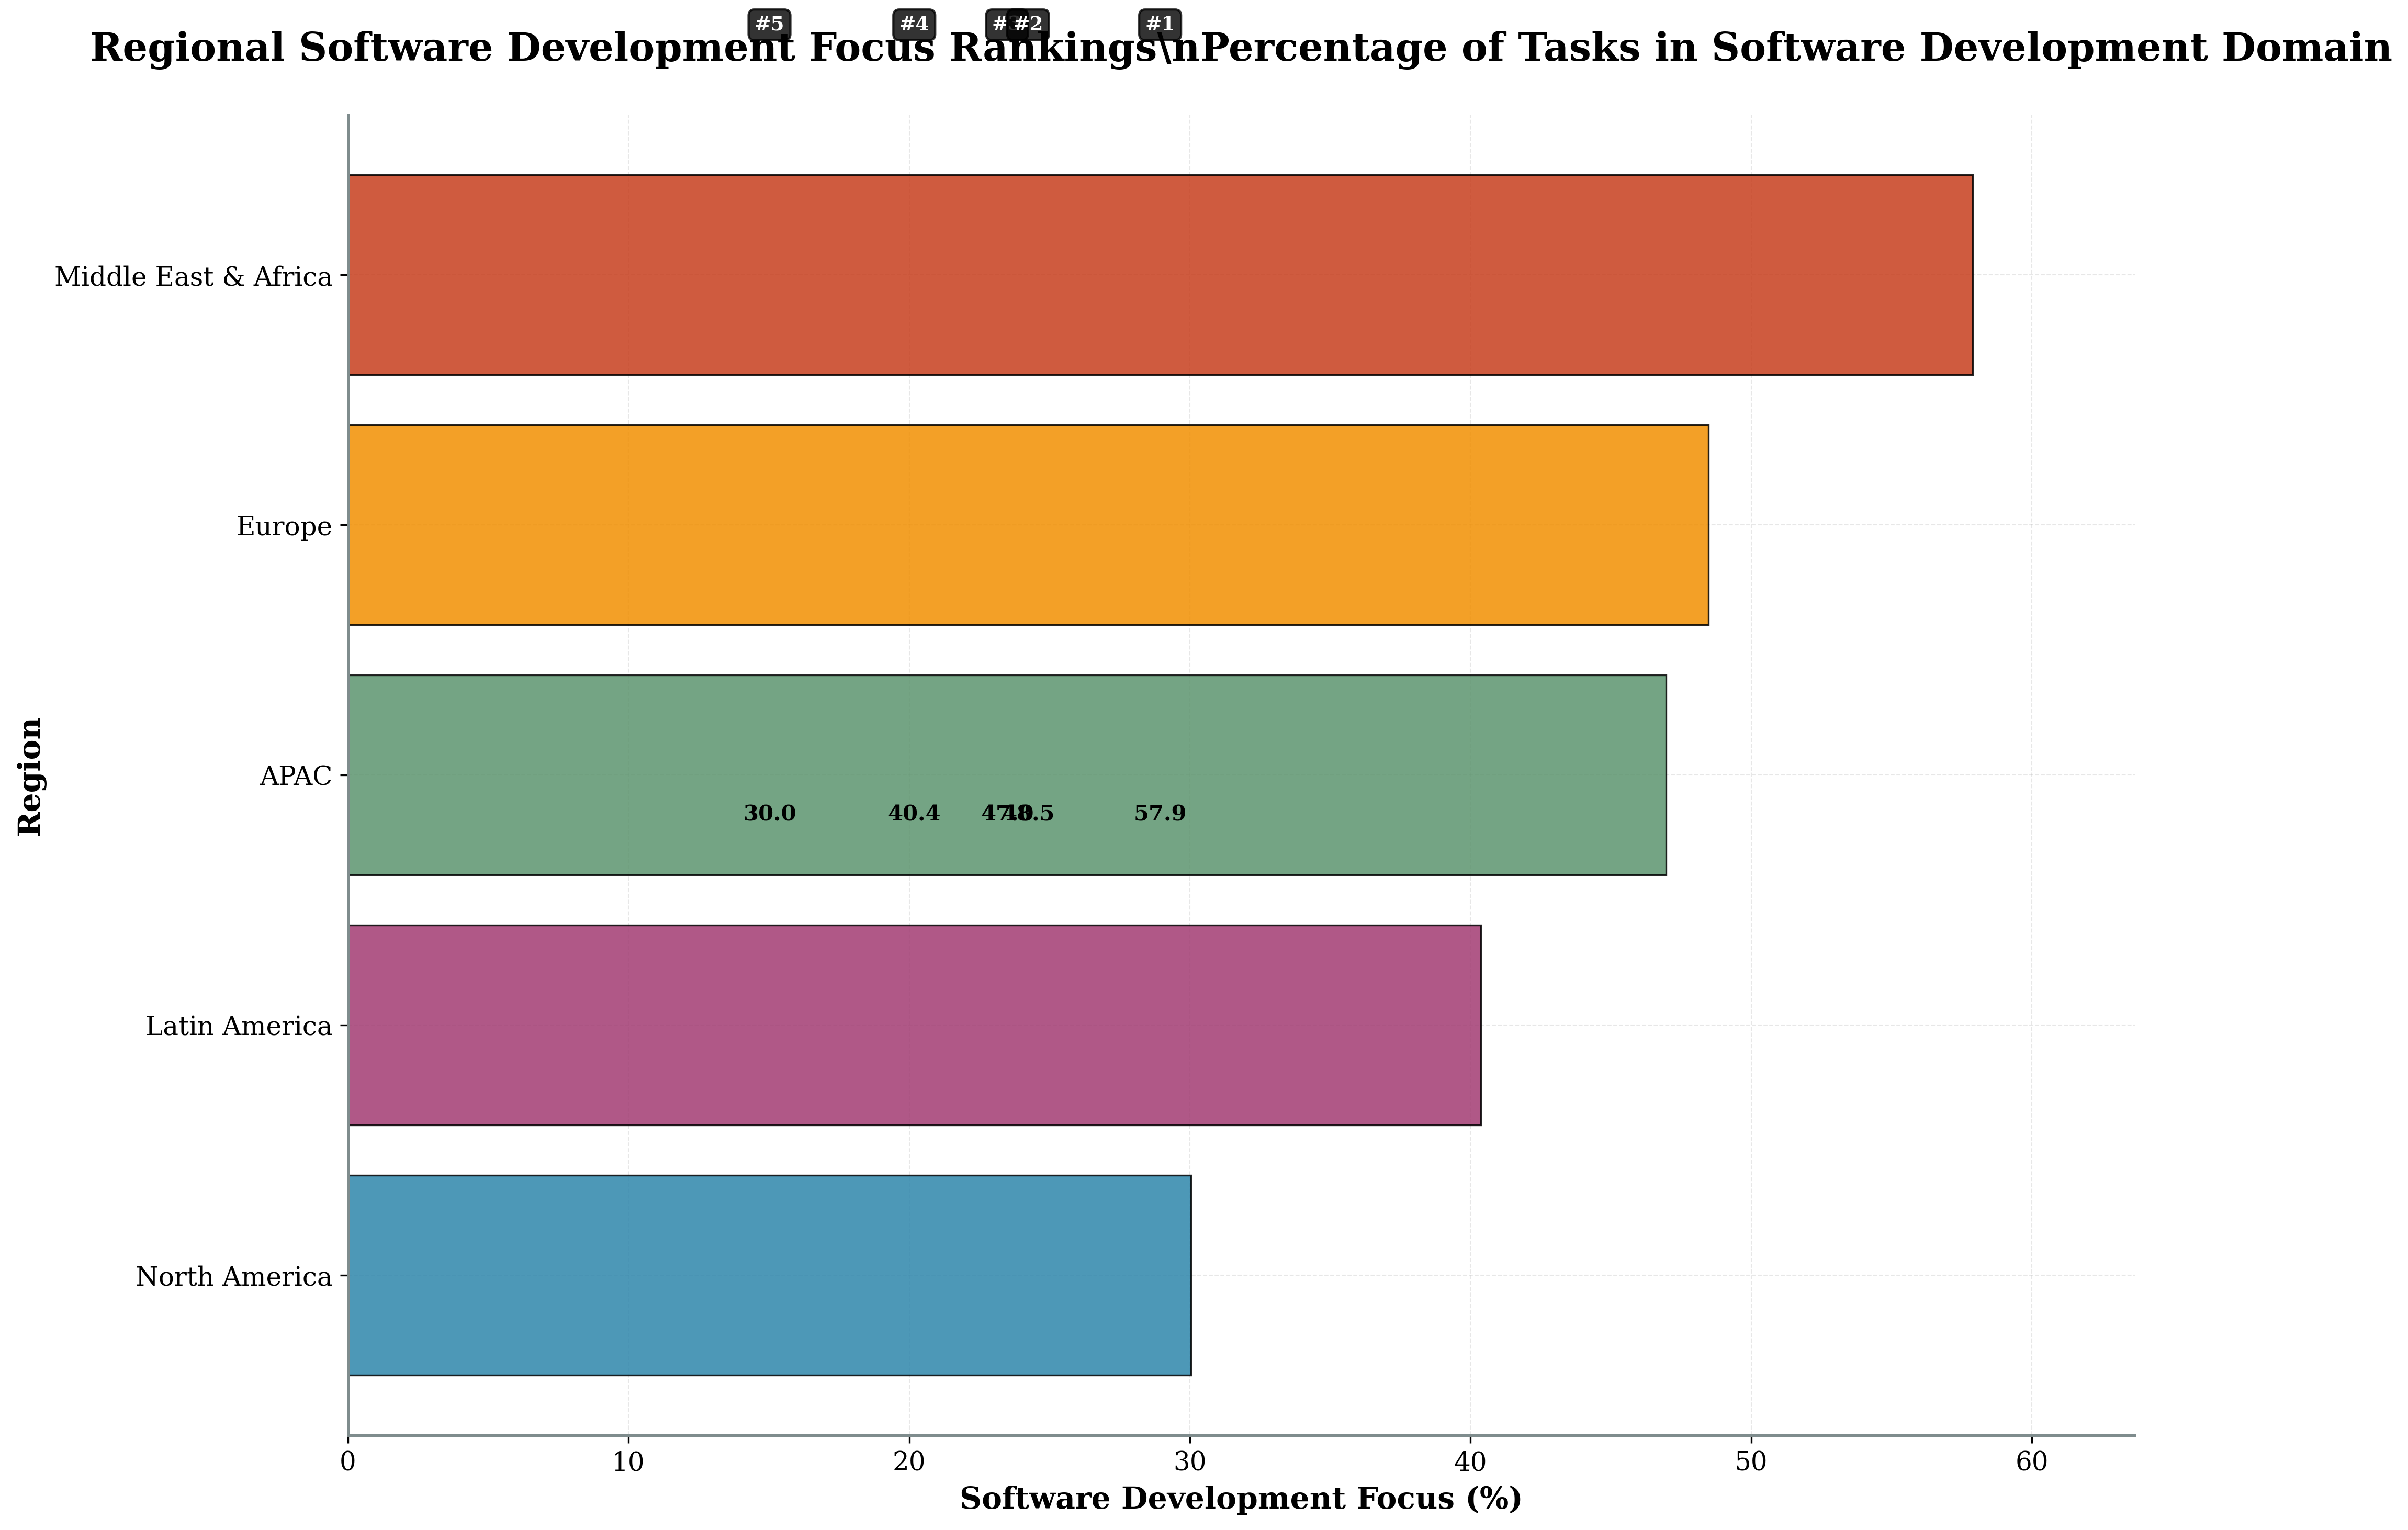 #5 #4 #2 #1
Regional Software Development Focus Rankings\nPercentage of Tasks in Software Development Domain
Middle East & Africa
Europe
APAC
Latin America
North America
Region
30.0 40.4 57.9
0 10 20 30 40 50 60
Software Development Focus (%)